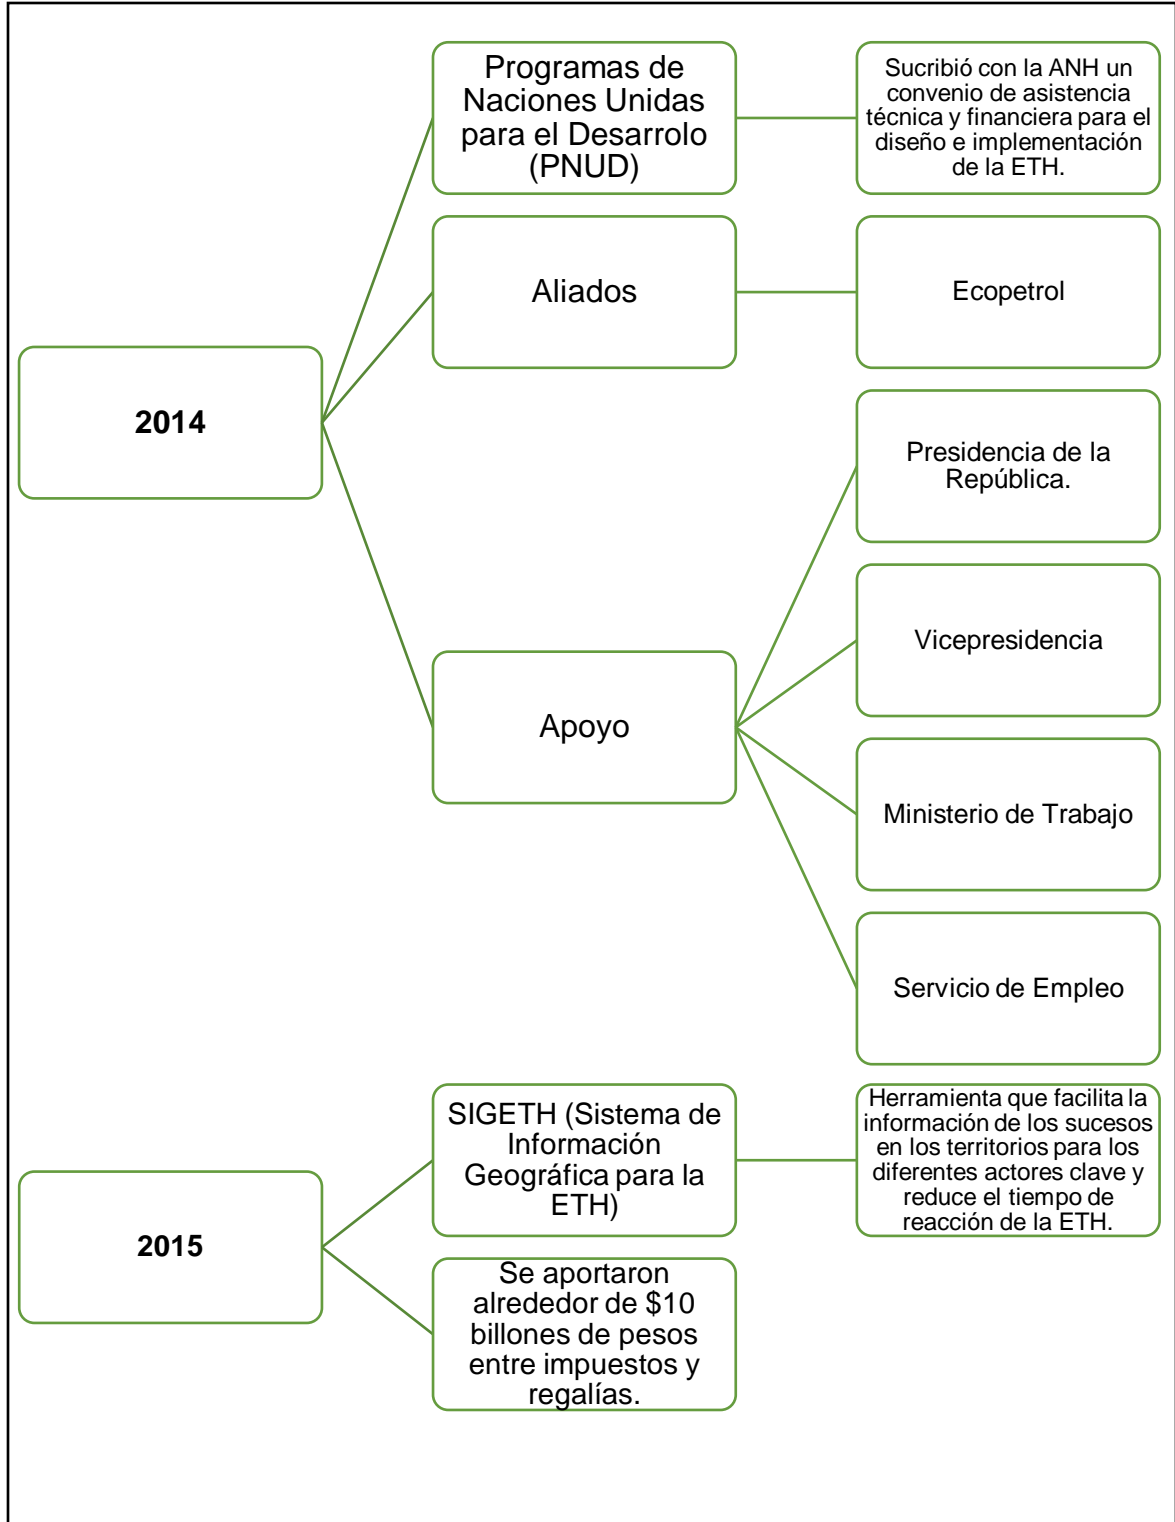 2014
Programas de
Naciones Unidas
para el Desarrolo
(PNUD)
Sucribió con la ANH un
convenio de asistencia
técnica y financiera para el
diseño e implementación
de la ETH.
Aliados
Ecopetrol
Apoyo
Presidencia de la
República.
Vicepresidencia
Ministerio de Trabajo
Servicio de Empleo
2015
SIGETH (Sistema de
Información
Geográfica para la
ETH)
Herramienta que facilita la
información de los sucesos
en los territorios para los
diferentes actores clave y
reduce el tiempo de
reacción de la ETH.
Se aportaron
alrededor de $10
billones de pesos
entre impuestos y
regalías.